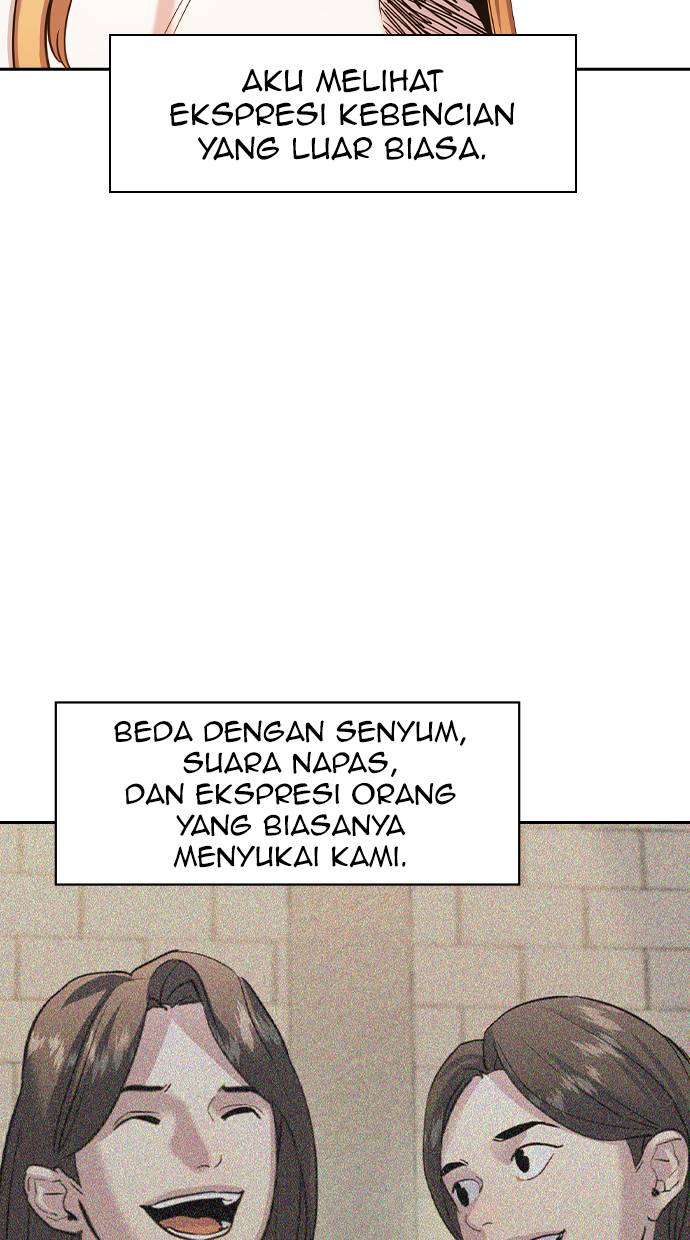 AKU MELIHAT
EKSPRESI KEBENCIAN
YANG LUAR BIASA.
BEDA DENGAN SENYUM,
SUARA NAPAS,
DAN EKSPRESI ORANG
YANG BIASANYA
MENYUKAI KAMI.